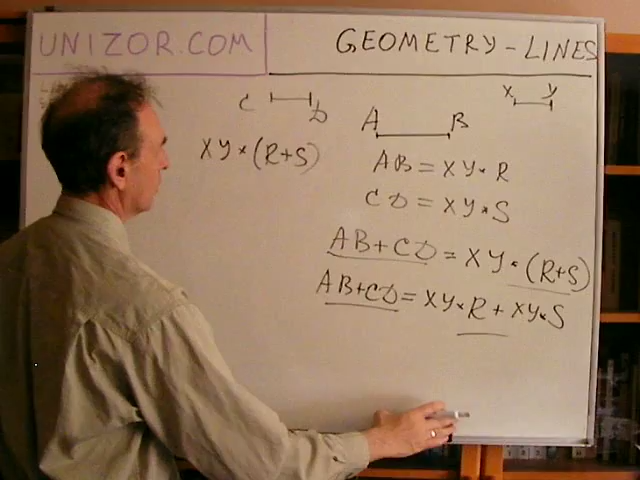 UNIZOR.COM
GEOMETRY - LINES
C D
A B
X Y
XY * (R+S)
AB = XY * R
CD = XY * S
AB + CD = XY * (R+S)
AB+CD = XY * R + XY * S